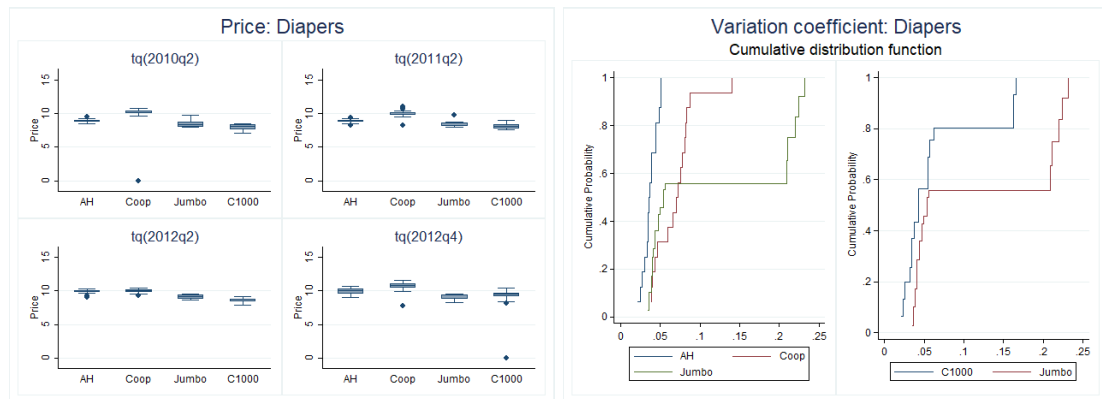 Price: Diapers
tq(2010q2)
15
10
5
0
Price
AH Coop Jumbo C1000
tq(2011q2)
15
10
5
0
Price
AH Coop Jumbo C1000
tq(2012q2)
15
10
5
0
Price
AH Coop Jumbo C1000
tq(2012q4)
15
10
5
0
Price
AH Coop Jumbo C1000
Variation coefficient: Diapers
Cumulative distribution function
1
.8
.6
.4
.2
0
Cumulative Probability
0 .05 .1 .15 .2 .25
AH Coop
Jumbo
1
.8
.6
.4
.2
0
Cumulative Probability
0 .05 .1 .15 .2 .25
C1000 Jumbo